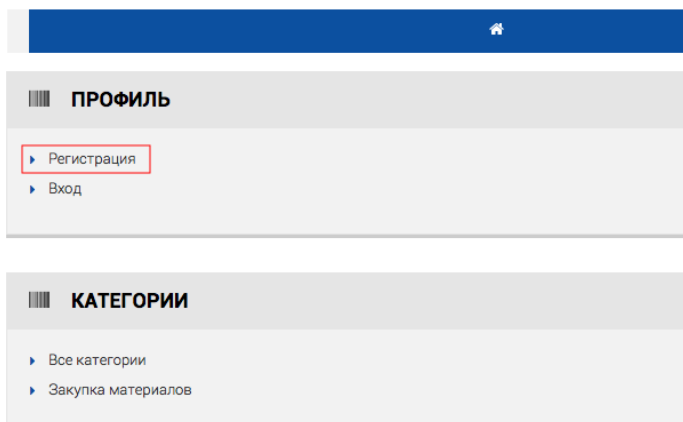 ПРОФИЛЬ
Регистрация
Вход
КАТЕГОРИИ
Все категории
Закупка материалов